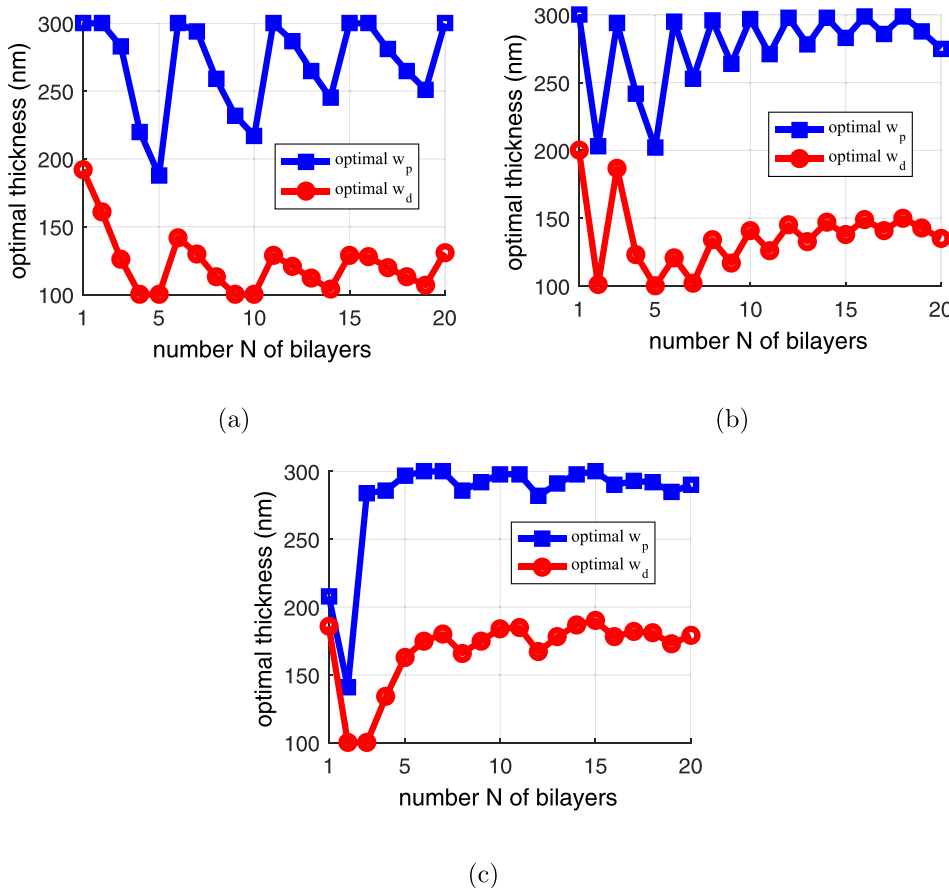 300
250
200
150
100
optimal thickness (nm)
optimal w_p
optimal w_d
1 5 10 15 20
number N of bilayers
(a)
300
250
200
150
100
optimal thickness (nm)
optimal w_p
optimal w_d
1 5 10 15 20
number N of bilayers
(b)
300
250
200
150
100
optimal thickness (nm)
optimal w_p
optimal w_d
1 5 10 15 20
number N of bilayers
(c)